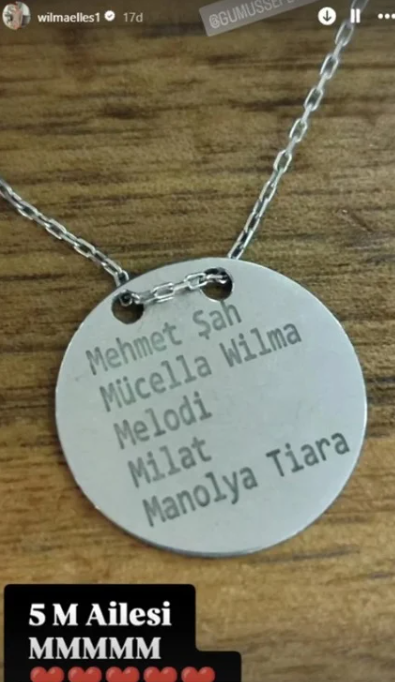 wilmaelles1 17d
Mehmet Şah
Mücella Wilma
Melodi
Milat
Manolya Tiara
5 M Ailesi
MMMMM